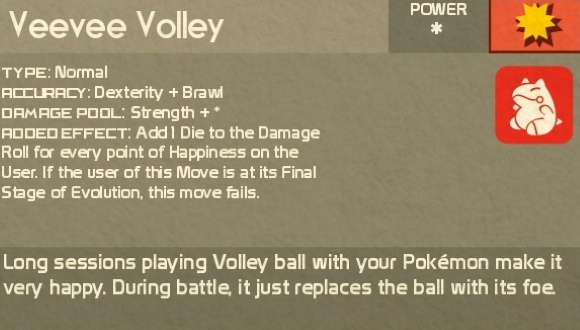 Veevee Volley
POWER
*
TYPE: Normal
ACCURACY: Dexterity + Brawl
DAMAGE POOL: Strength + *
ADDED EFFECT: Add 1 Die to the Damage
Roll for every point of Happiness on the
User. If the user of this Move is at its Final
Stage of Evolution, this move fails.
Long sessions playing Volley ball with your Pokémon make it
very happy. During battle, it just replaces the ball with its foe.